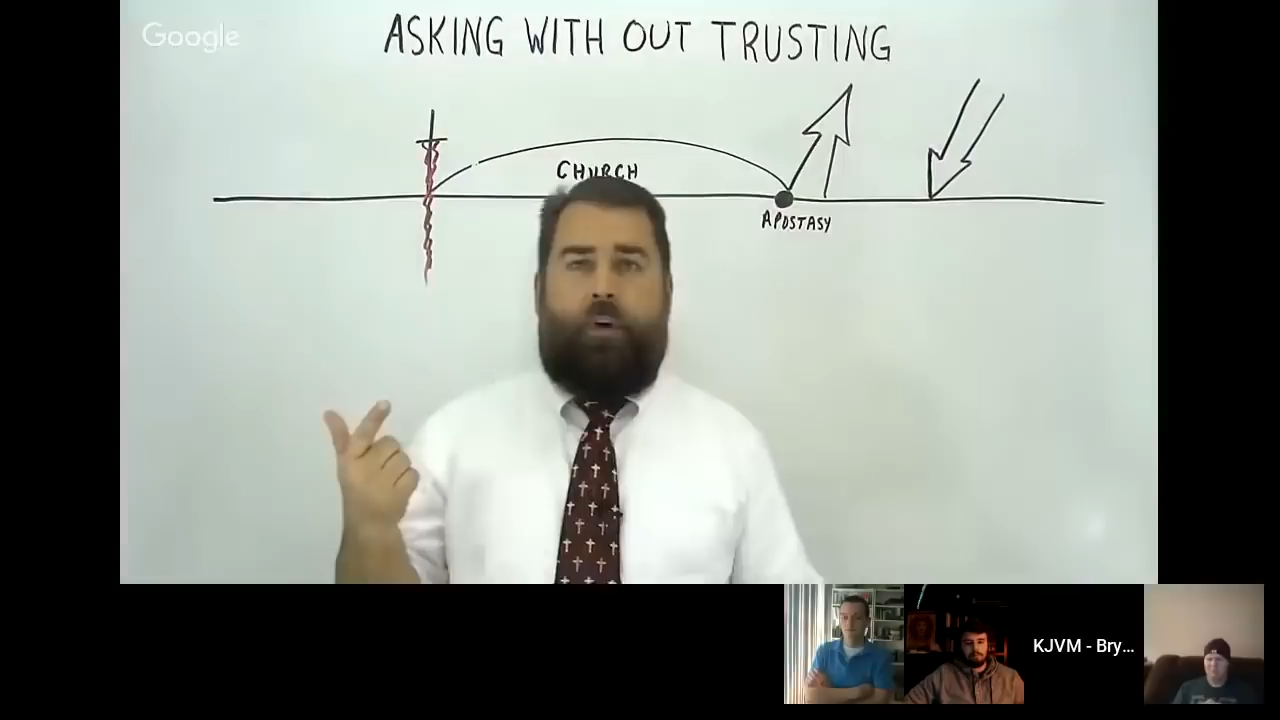 Google
ASKING WITH OUT TRUSTING
CHURCH
APOSTASY
KJVM - Bry...